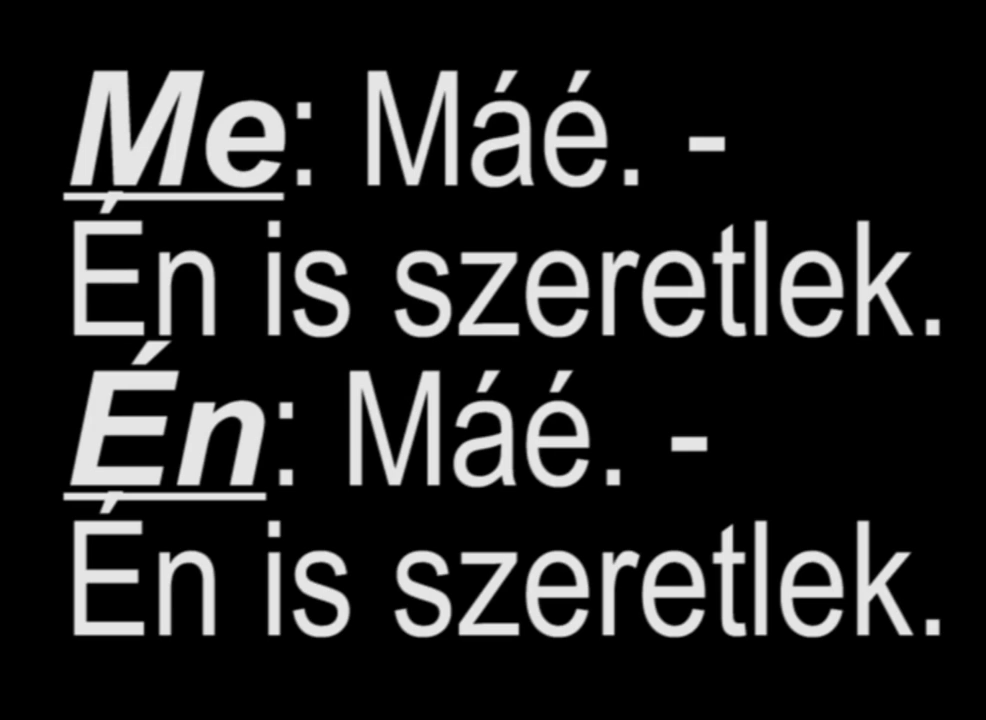 Me: Máé. -
Én is szeretlek.
Én: Máé. -
Én is szeretlek.